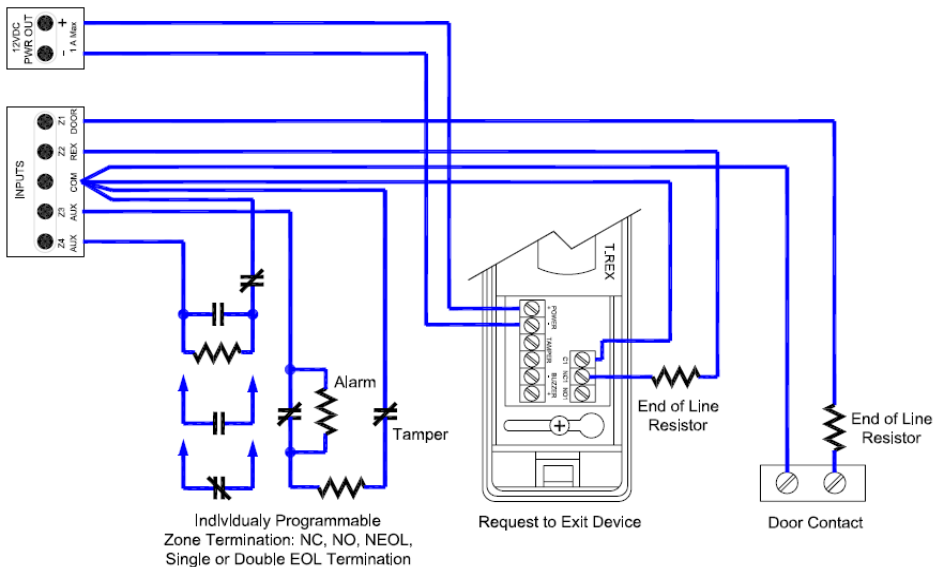 12VDC
PWR OUT
+
-
1 A Max
INPUTS
Z1
DOOR
Z2
REX
COM
Z3
AUX
Z4
AUX
T_REX
+
POWER
-
TAMPER
-
BUZZER
+
C1
NC1
NO1
Alarm
Tamper
End of Line
Resistor
End of Line
Resistor
Individualy Programmable
Zone Termination: NC, NO, NEOL,
Single or Double EOL Termination
Request to Exit Device
Door Contact